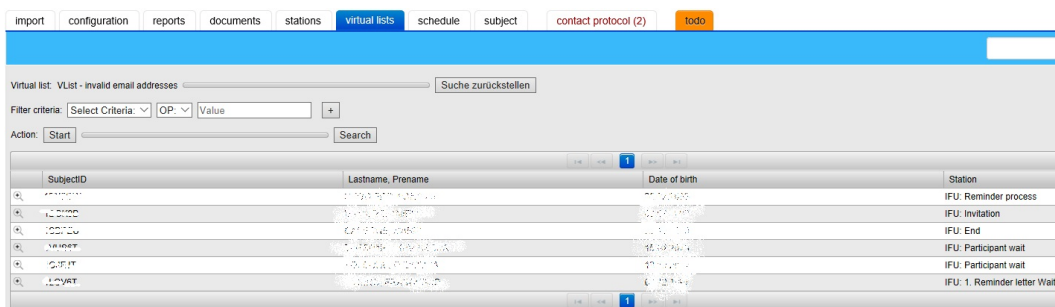 import configuration reports documents stations virtual lists schedule subject contact protocol (2) todo
Virtual list: VList - invalid email addresses Suche zurückstellen
Filter criteria: Select Criteria: OP: Value +
Action: Start Search
1
SubjectID Lastname, Prename Date of birth Station
IFU: Reminder process
IFU: Invitation
IFU: End
IFU: Participant wait
IFU: Participant wait
IFU: 1. Reminder letter Wait
1